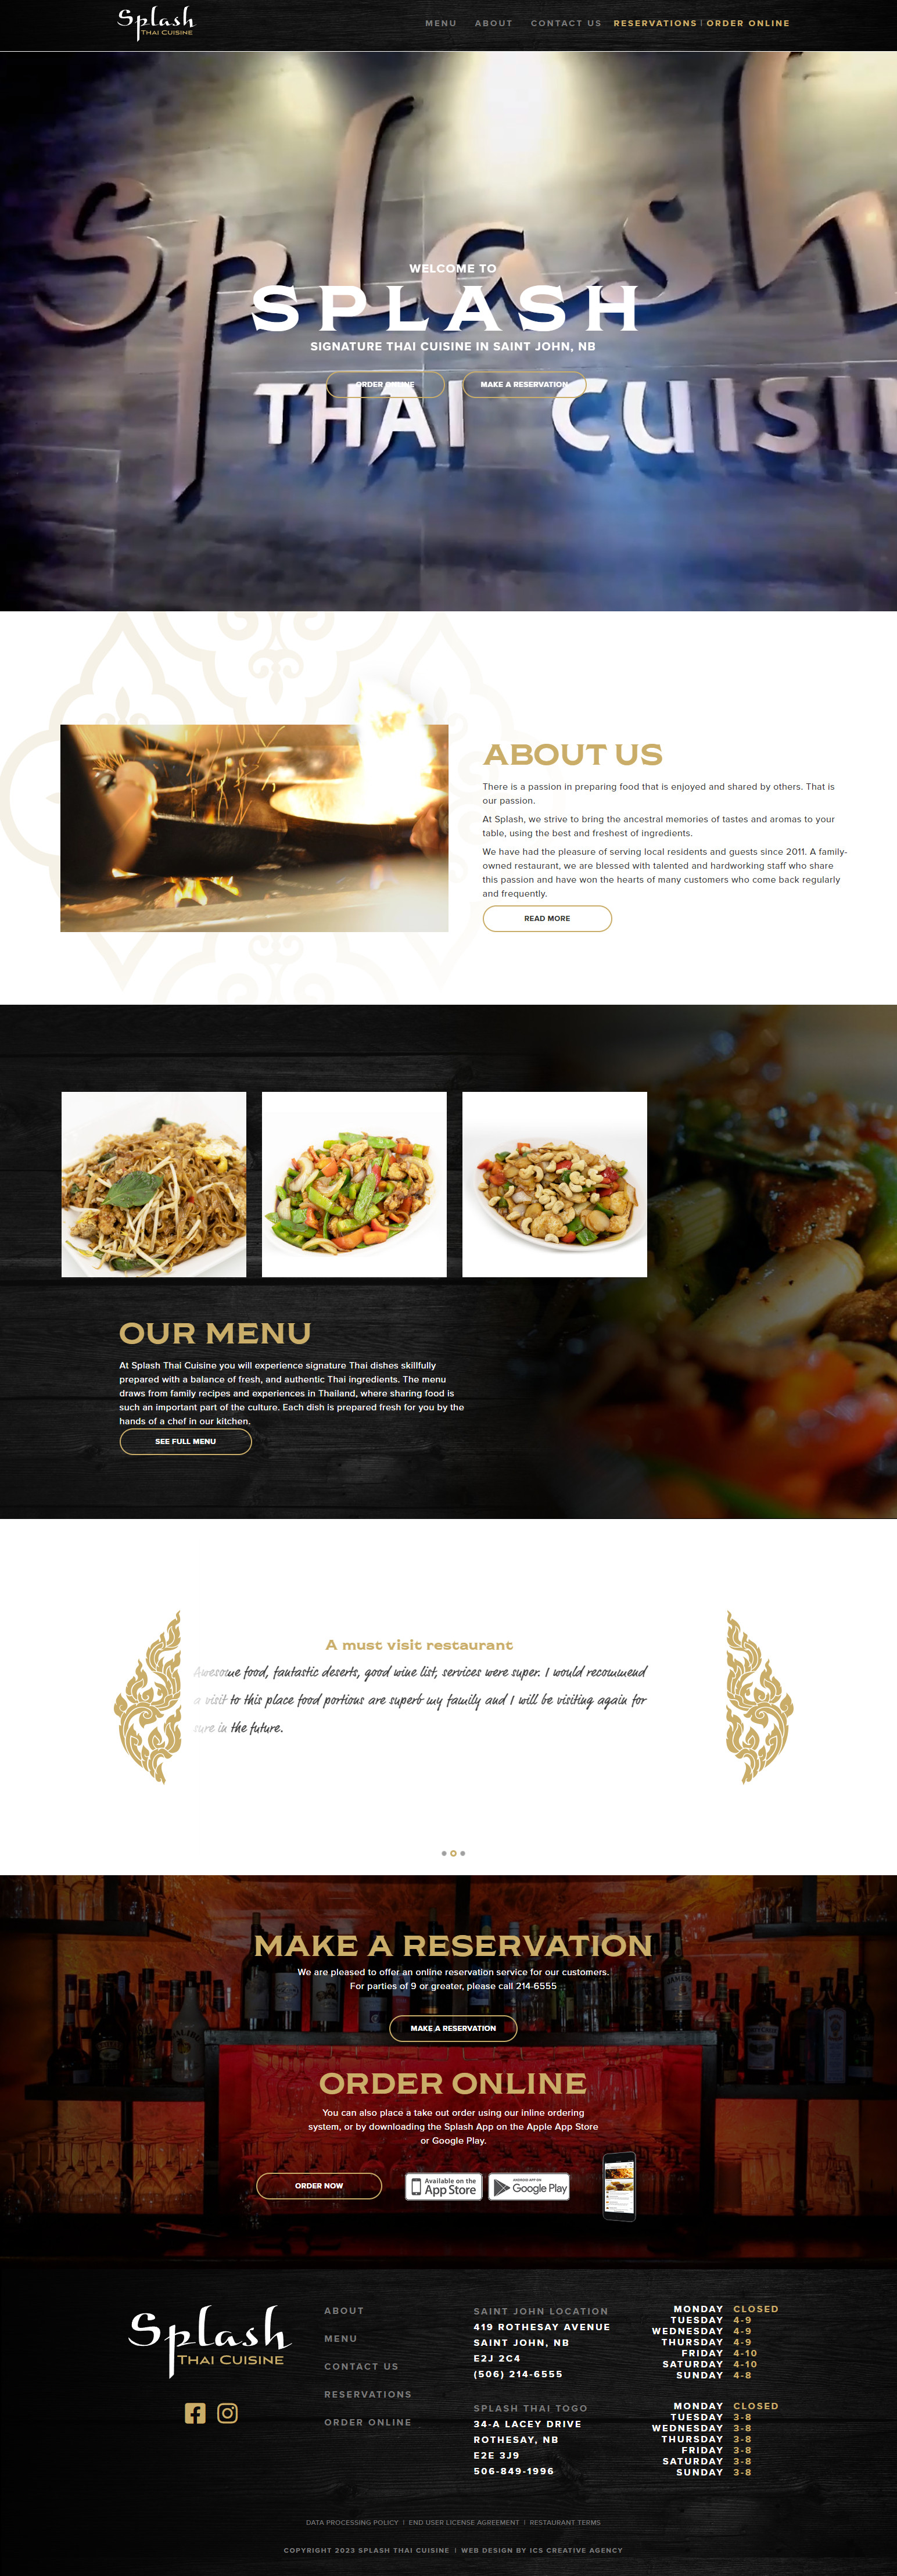 Splash
THAI CUISINE
MENU ABOUT CONTACT US RESERVATIONS | ORDER ONLINE
Splash
THAI CUIS
WELCOME TO
SPLASH
SIGNATURE THAI CUISINE IN SAINT JOHN, NB
ORDER ONLINE MAKE A RESERVATION
ABOUT US
There is a passion in preparing food that is enjoyed and shared by others. That is
our passion.
At Splash, we strive to bring the ancestral memories of tastes and aromas to your
table, using the best and freshest of ingredients.
We have had the pleasure of serving local residents and guests since 2011. A family-
owned restaurant, we are blessed with talented and hardworking staff who share
this passion and have won the hearts of many customers who come back regularly
and frequently.
READ MORE
OUR MENU
At Splash Thai Cuisine you will experience signature Thai dishes skillfully
prepared with a balance of fresh, and authentic Thai ingredients. The menu
draws from family recipes and experiences in Thailand, where sharing food is
such an important part of the culture. Each dish is prepared fresh for you by the
hands of a chef in our kitchen.
SEE FULL MENU
A must visit restaurant
Awesome food, fantastic deserts, good wine list, services were super. I would recommend
a visit to this place food portions are superb my family and I will be visiting again for
sure in the future.
MAKE A RESERVATION
We are pleased to offer an online reservation service for our customers.
For parties of 9 or greater, please call 214-6555
MAKE A RESERVATION
ORDER ONLINE
You can also place a take out order using our inline ordering
system, or by downloading the Splash App on the Apple App Store
or Google Play.
ORDER NOW
Available on the
App Store
ANDROID APP ON
Google Play
Splash
THAI CUISINE
ABOUT
MENU
CONTACT US
RESERVATIONS
ORDER ONLINE
SAINT JOHN LOCATION
419 ROTHESAY AVENUE
SAINT JOHN, NB
E2J 2C4
(506) 214-6555
SPLASH THAI TOGO
34-A LACEY DRIVE
ROTHESAY, NB
E2E 3J9
506-849-1996
MONDAY CLOSED
TUESDAY 4-9
WEDNESDAY 4-9
THURSDAY 4-9
FRIDAY 4-10
SATURDAY 4-10
SUNDAY 4-8
MONDAY CLOSED
TUESDAY 3-8
WEDNESDAY 3-8
THURSDAY 3-8
FRIDAY 3-8
SATURDAY 3-8
SUNDAY 3-8
DATA PROCESSING POLICY | END USER LICENSE AGREEMENT | RESTAURANT TERMS
COPYRIGHT 2023 SPLASH THAI CUISINE | WEB DESIGN BY ICS CREATIVE AGENCY